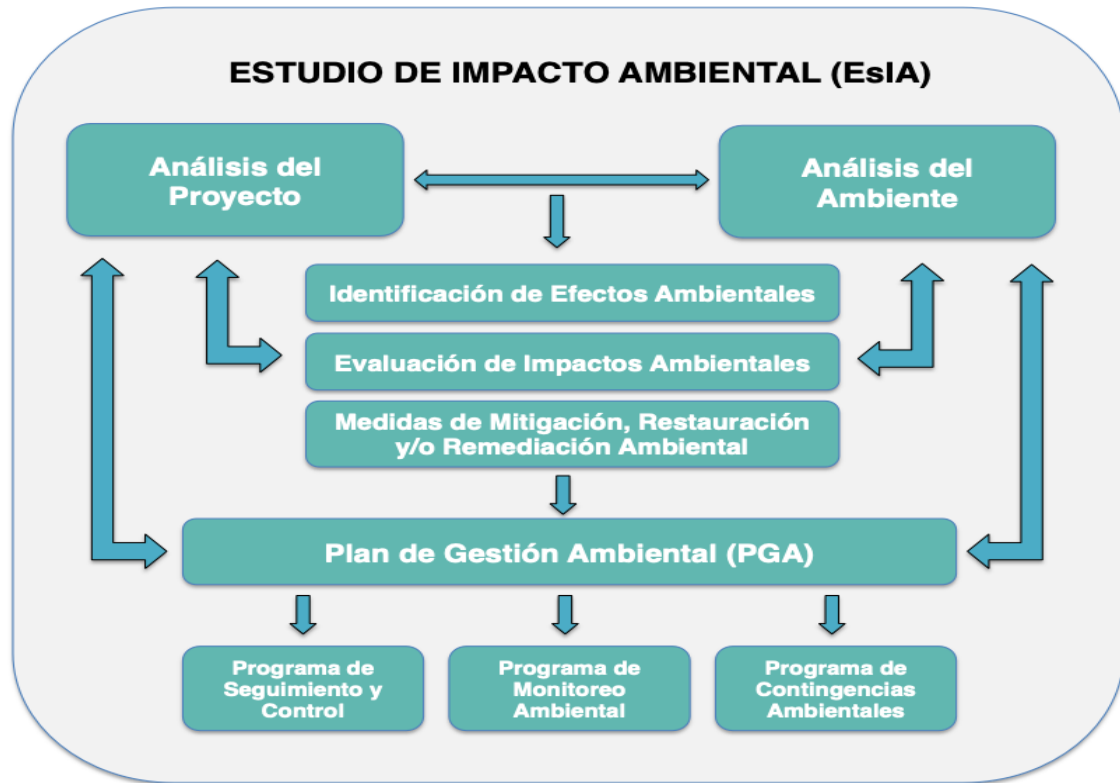 ESTUDIO DE IMPACTO AMBIENTAL (EsIA)
Análisis del
Proyecto
Análisis del
Ambiente
Identificación de Efectos Ambientales
Evaluación de Impactos Ambientales
Medidas de Mitigación, Restauración
y/o Remediación Ambiental
Plan de Gestión Ambiental (PGA)
Programa de
Seguimiento y
Control
Programa de
Monitoreo
Ambiental
Programa de
Contingencias
Ambientales